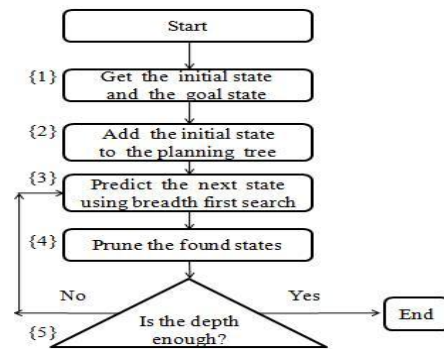 Start
{1}
Get the initial state
and the goal state
{2}
Add the initial state
to the planning tree
{3}
Predict the next state
using breadth first search
{4}
Prune the found states
No
Yes
{5}
Is the depth
enough?
End